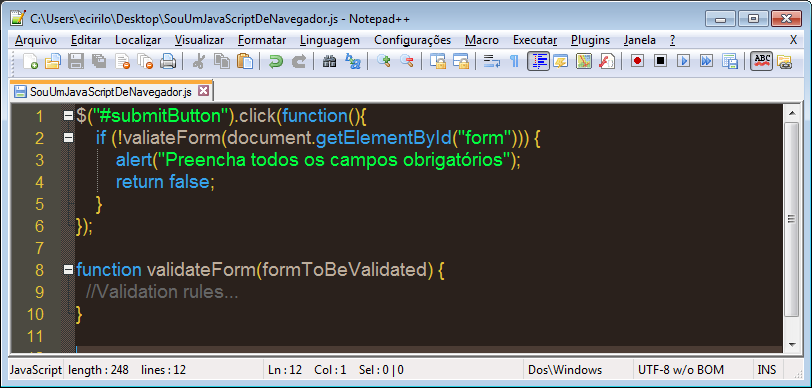 C:\Users\ecirilo\Desktop\SouUmJavaScriptDeNavegador.js - Notepad++
Arquivo Editar Localizar Visualizar Formatar Linguagem Configurações Macro Executar Plugins Janela ? X
SouUmJavaScriptDeNavegador.js
1 $("#submitButton").click(function(){
2 if (!valiateForm(document.getElementById("form"))) {
3 alert("Preencha todos os campos obrigatórios");
4 return false;
5 }
6 });
7
8 function validateForm(formToBeValidated) {
9 //Validation rules...
10 }
11
JavaScript length : 248 lines : 12 Ln : 12 Col : 1 Sel : 0 | 0 Dos\Windows UTF-8 w/o BOM INS